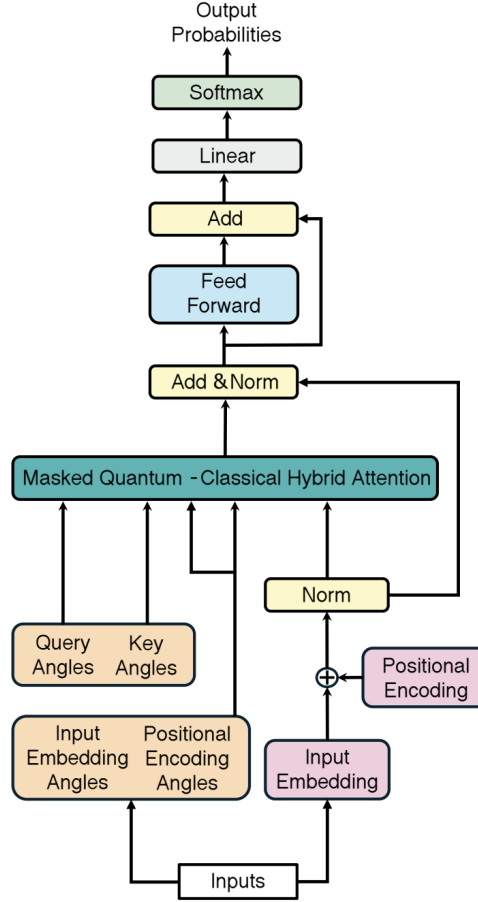 Output
Probabilities
Softmax
Linear
Add
Feed
Forward
Add & Norm
Masked Quantum - Classical Hybrid Attention
Norm
Query
Angles
Key
Angles
Positional
Encoding
Input
Embedding
Angles
Positional
Encoding
Angles
Input
Embedding
Inputs